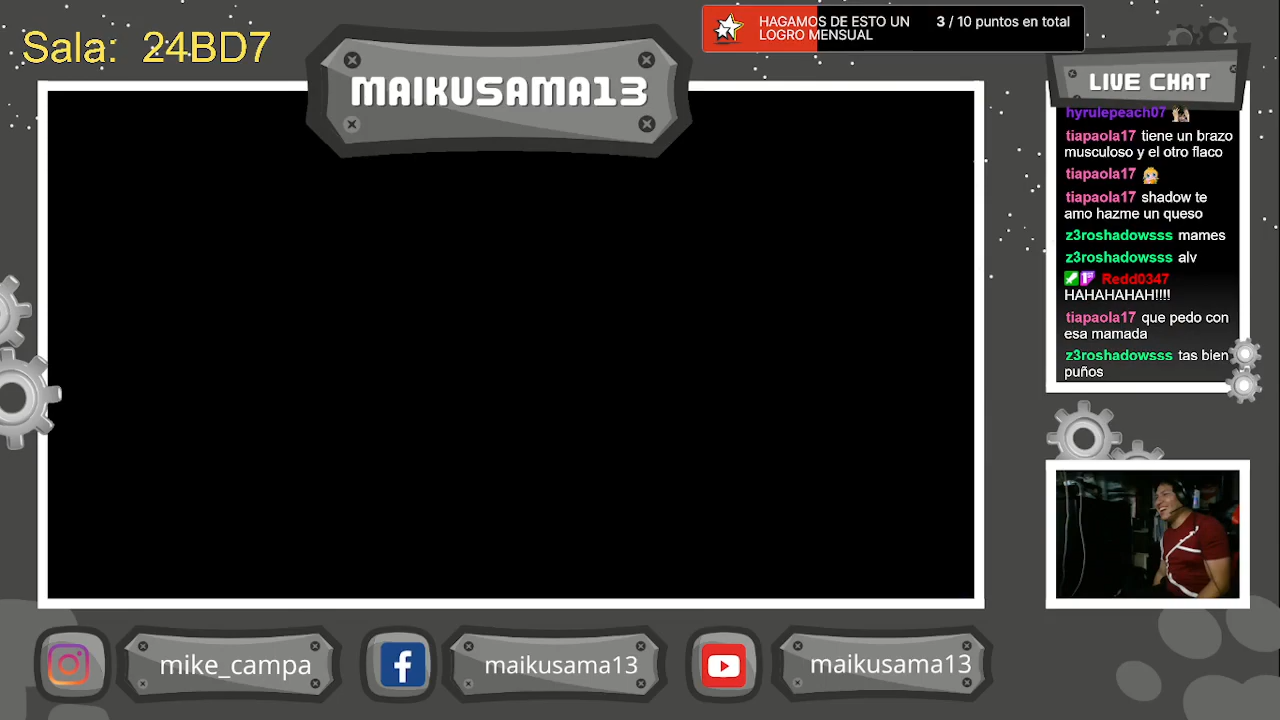 Sala: 24BD7
HAGAMOS DE ESTO UN
LOGRO MENSUAL
3 / 10 puntos en total
MAIKUSAMA13
LIVE CHAT
hyrulepeach07
tiapaola17 tiene un brazo
musculoso y el otro flaco
tiapaola17
tiapaola17 shadow te
amo hazme un queso
z3roshadowsss mames
z3roshadowsss alv
Redd0347
HAHAHAHAH!!!!
tiapaola17 que pedo con
esa mamada
z3roshadowsss tas bien
puños
mike_campa
maikusama13
maikusama13